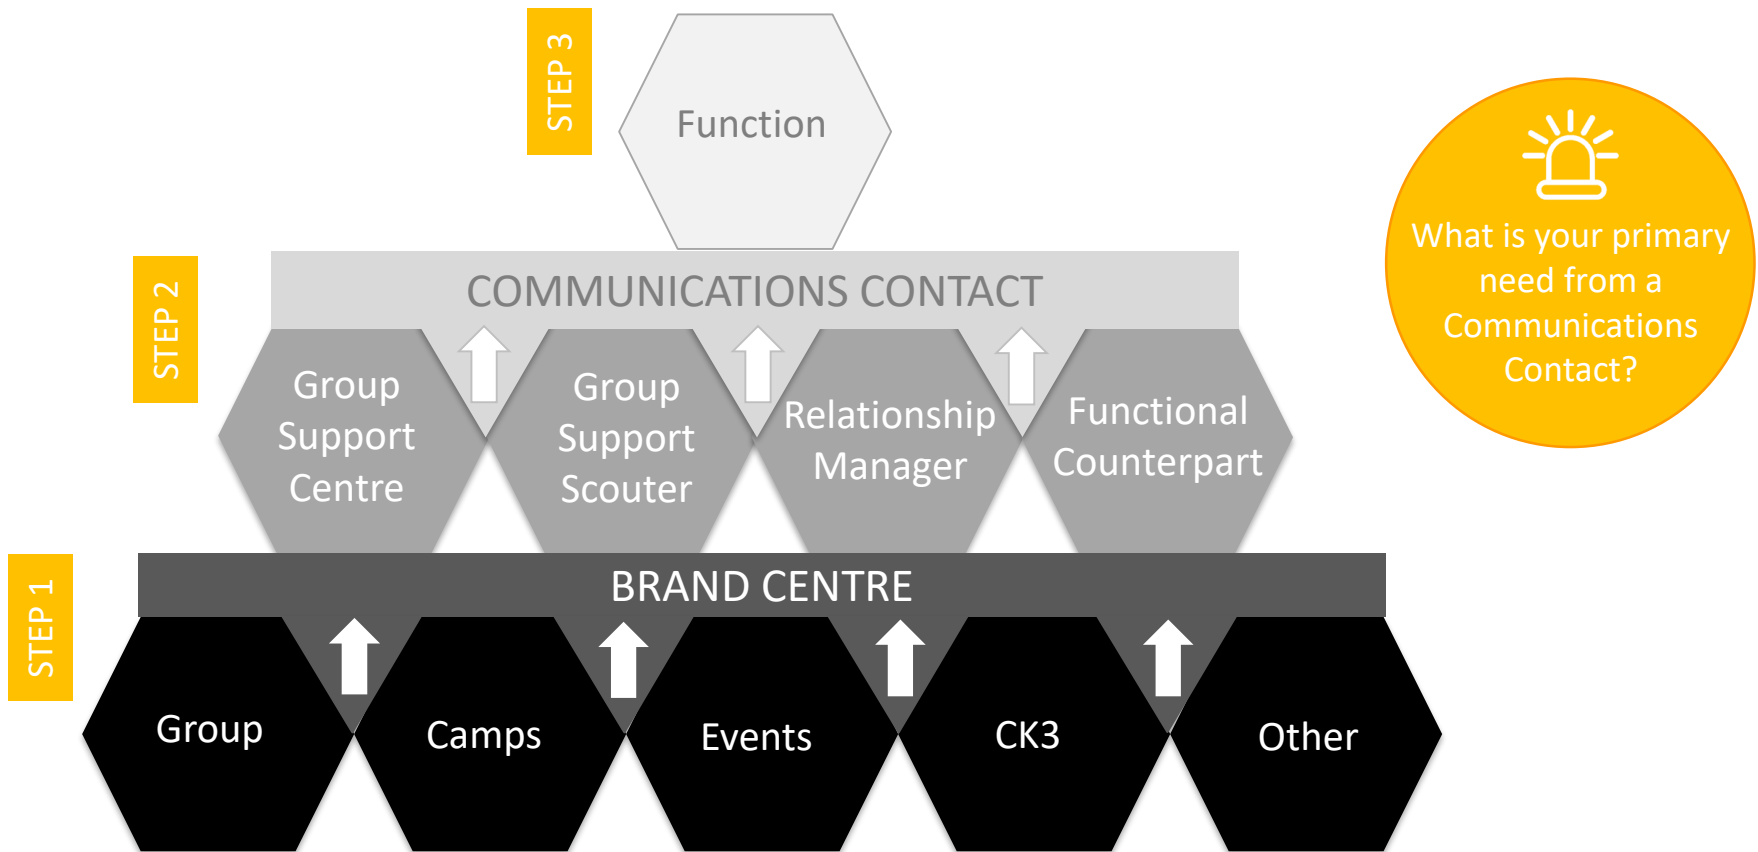 STEP 3
Function
What is your primary
need from a
Communications
Contact?
STEP 2
COMMUNICATIONS CONTACT
Group
Support
Centre
Group
Support
Scouter
Relationship
Manager
Functional
Counterpart
STEP 1
BRAND CENTRE
Group
Camps
Events
CK3
Other